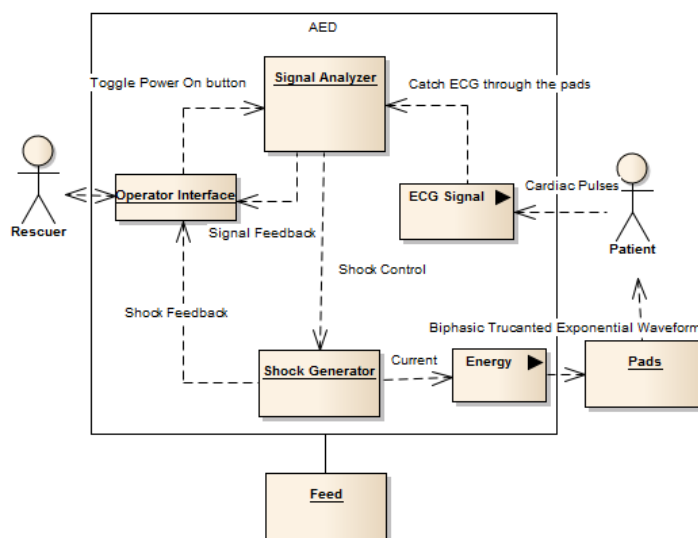 AED
Signal Analyzer
Toggle Power On button
Catch ECG through the pads
Operator Interface
ECG Signal
Cardiac Pulses
Rescuer
Patient
Signal Feedback
Shock Control
Shock Feedback
Biphasic Trucanted Exponential Waveform
Shock Generator
Current
Energy
Pads
Feed